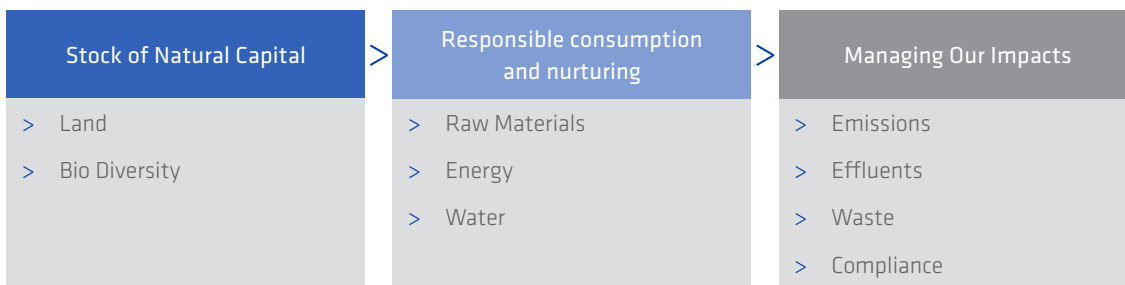 Stock of Natural Capital
>
Responsible consumption
and nurturing
>
Managing Our Impacts
> Land
> Bio Diversity
> Raw Materials
> Energy
> Water
> Emissions
> Effluents
> Waste
> Compliance